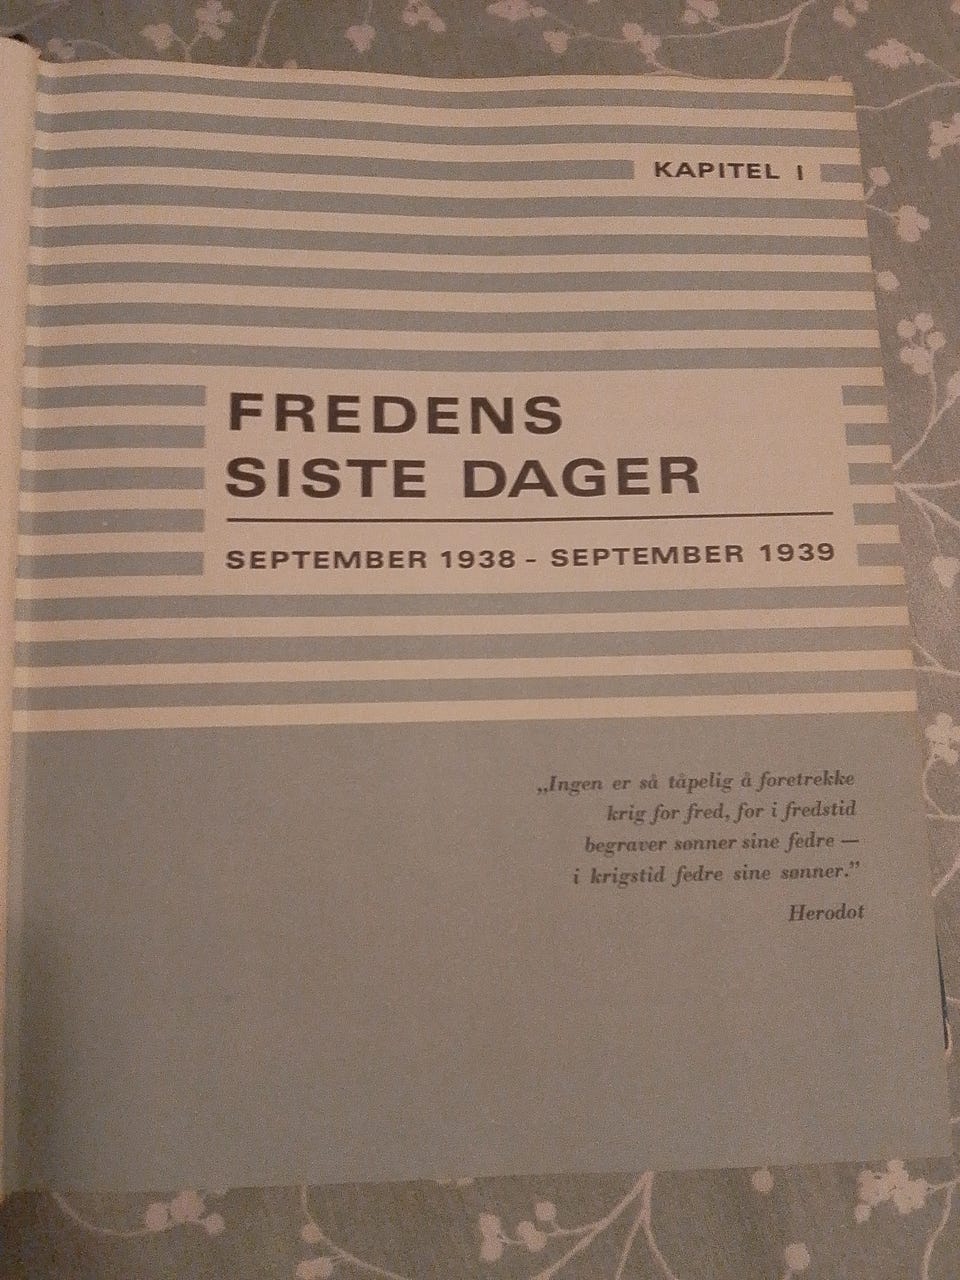 KAPITEL I
FREDENS
SISTE DAGER
SEPTEMBER 1938 - SEPTEMBER 1939
„Ingen er så tåpelig å foretrekke
krig for fred, for i fredstid
begraver sønner sine fedre —
i krigstid fedre sine sønner.”
Herodot